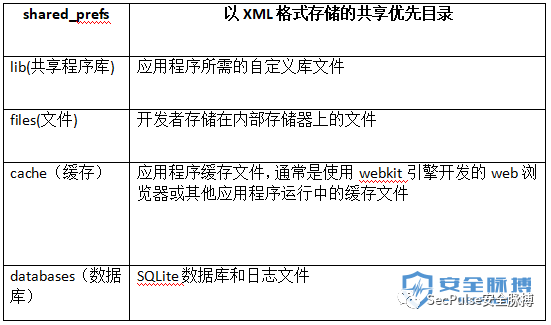 shared_prefs 以 XML 格式存储的共享优先目录
lib(共享程序库) 应用程序所需的自定义库文件
files(文件) 开发者存储在内部存储器上的文件
cache（缓存） 应用程序缓存文件，通常是使用 webkit 引擎开发的 web 浏
览器或其他应用程序运行中的缓存文件
databases（数据 SQLite 数据库和日志文件
库）
安全脉搏
SecPulse安全脉搏